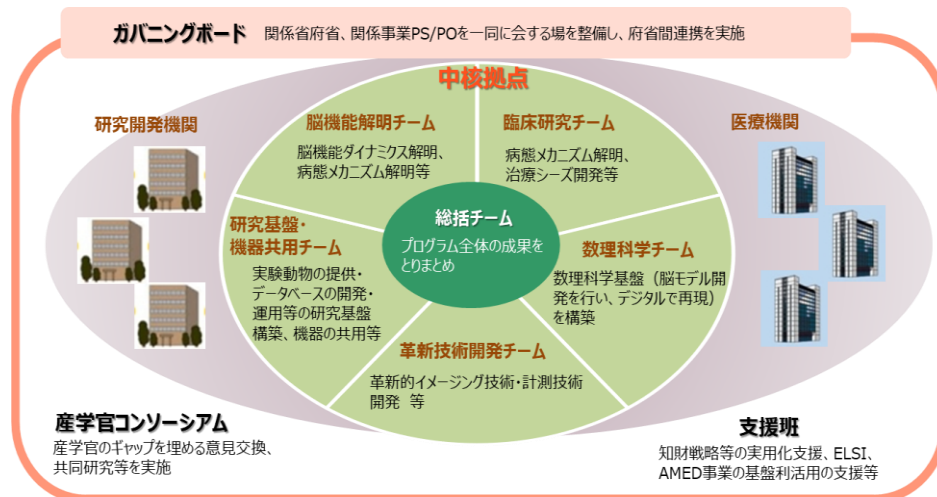 ガバニングボード 関係省府省、関係事業PS/POを一同に会する場を整備し、府省間連携を実施
中核拠点
研究開発機関
脳機能解明チーム
脳機能ダイナミクス解明、
病態メカニズム解明等
臨床研究チーム
病態メカニズム解明、
治療シーズ開発等
医療機関
総括チーム
プログラム全体の成果を
とりまとめ
研究基盤・
機器共用チーム
実験動物の提供・
データベースの開発・
運用等の研究基盤
構築、機器の共用等
数理科学チーム
数理科学基盤（脳モデル開
発を行い、デジタルで再現）
を構築
革新技術開発チーム
革新的イメージング技術・計測技術
開発 等
産学官コンソーシアム
産学官のギャップを埋める意見交換、
共同研究等を実施
支援班
知財戦略等の実用化支援、ELSI、
AMED事業の基盤利活用の支援等